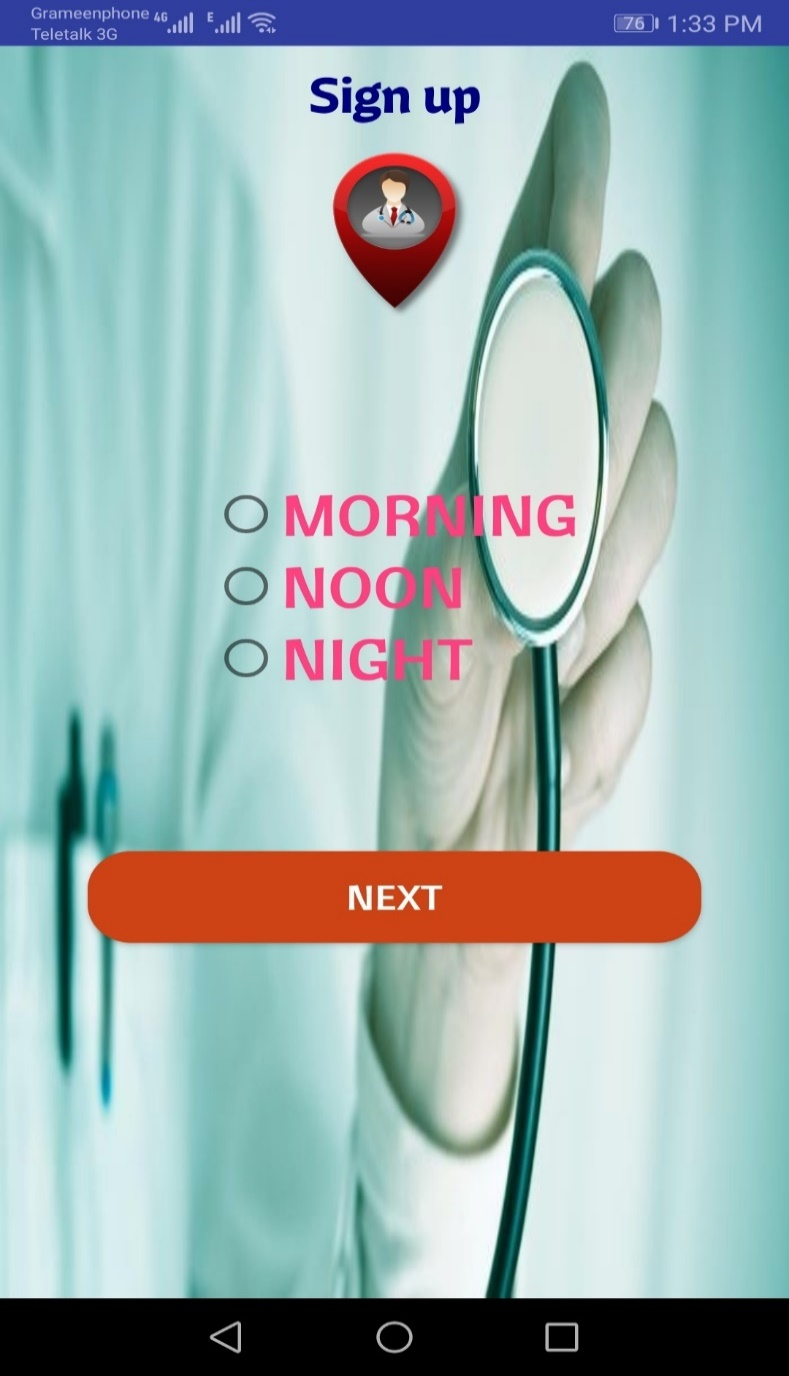 Grameenphone 4G E 76 1:33 PM
Teletalk 3G
Sign up
MORNING
NOON
NIGHT
NEXT